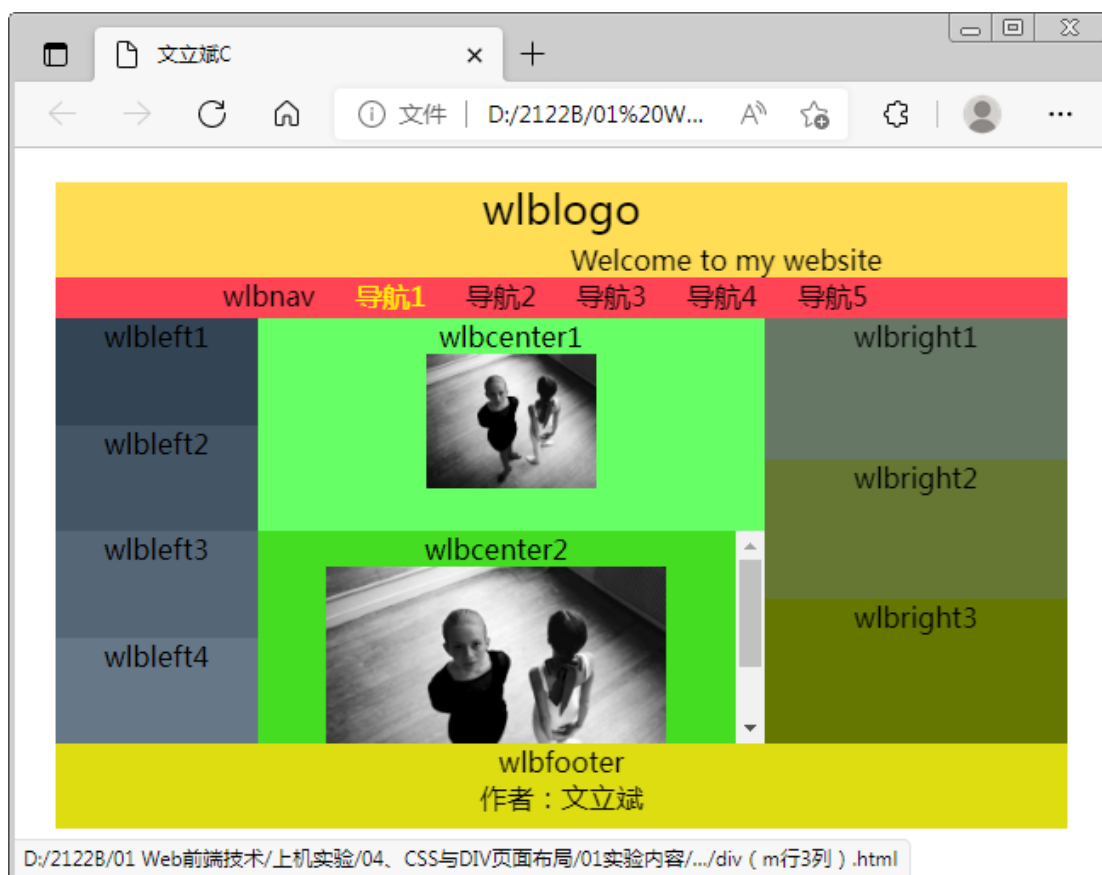 文立斌C
文件 D:/2122B/01%20W...
wlblogo
Welcome to my website
wlbnav 导航1 导航2 导航3 导航4 导航5
wlbleft1
wlbleft2
wlbleft3
wlbleft4
wlbcenter1
wlbcenter2
wlbright1
wlbright2
wlbright3
wlbfooter
作者：文立斌
D:/2122B/01 Web前端技术/上机实验/04、CSS与DIV页面布局/01实验内容/.../div（m行3列）.html